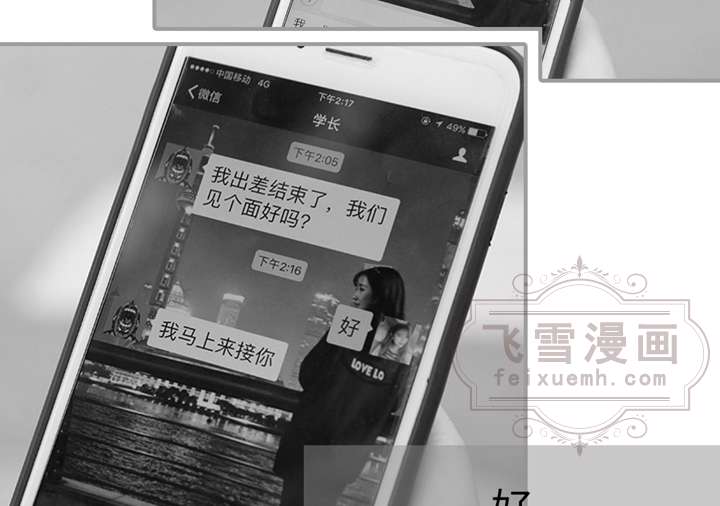 我
中国移动 4G
下午2:17
49%
微信
学长
下午2:05
我出差结束了，我们
见个面好吗？
下午2:16
好
我马上来接你
LOVE LO
飞雪漫画
feixuemh.com
好